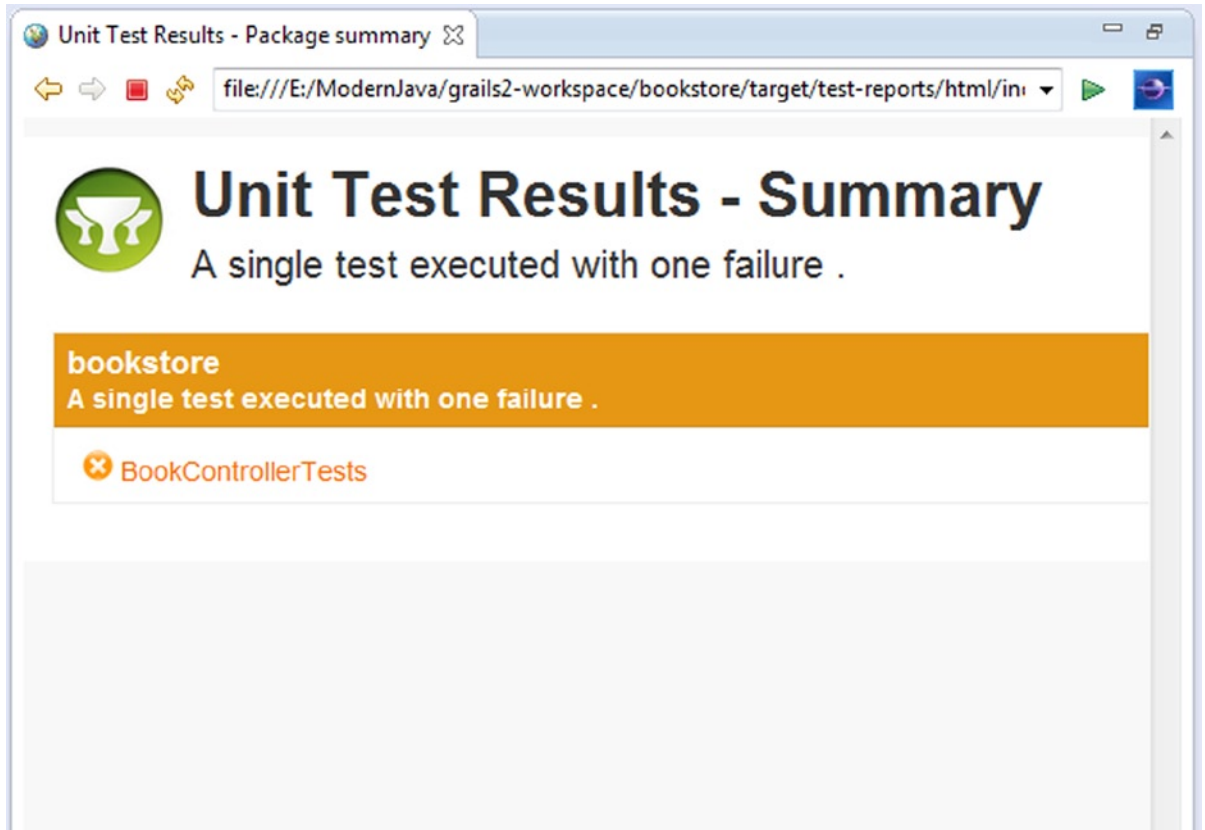 Unit Test Results - Package summary
file:///E:/ModernJava/grails2-workspace/bookstore/target/test-reports/html/in
Unit Test Results - Summary
A single test executed with one failure .
bookstore
A single test executed with one failure .
BookControllerTests